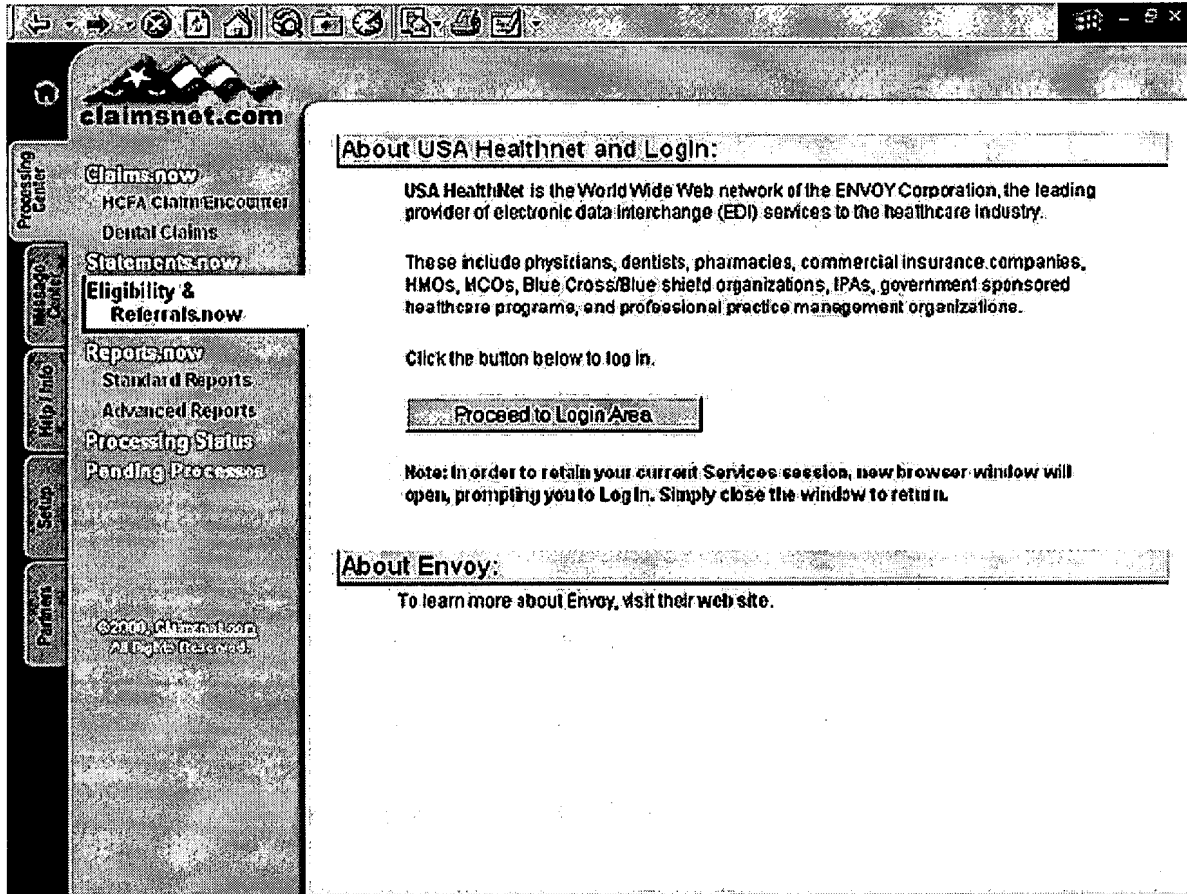 claimsnet.com
Processing
Center
Message
Center
Help / Info
Setup
Partners
Claims.now
HCFA Claim Encounter
Dental Claims
Statements.now
Eligibility &
Referrals.now
Reports.now
Standard Reports
Advanced Reports
Processing Status
Pending Processes
©2000, Claimsnet.com
All Rights Reserved.
About USA Healthnet and Login:
USA HealthNet is the World Wide Web network of the ENVOY Corporation, the leading
provider of electronic data interchange (EDI) services to the healthcare industry.
These include physicians, dentists, pharmacies, commercial insurance companies,
HMOs, MCOs, Blue Cross/Blue shield organizations, IPAs, government sponsored
healthcare programs, and professional practice management organizations.
Click the button below to log in.
Proceed to Login Area
Note: In order to retain your current Services session, new browser window will
open, prompting you to Log In. Simply close the window to return.
About Envoy:
To learn more about Envoy, visit their web site.